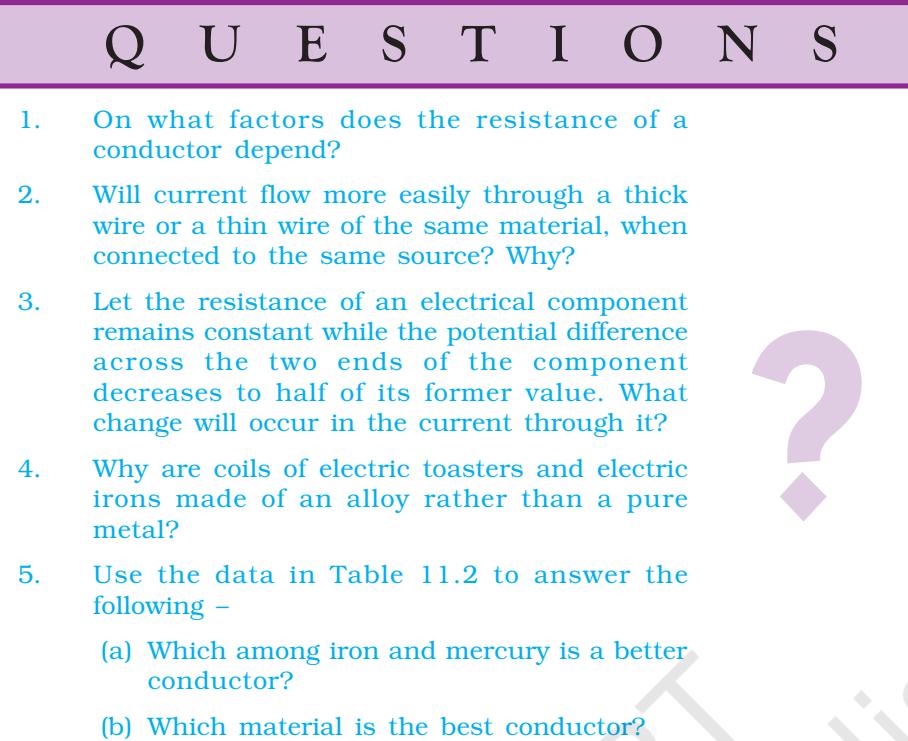 QUESTIONS
1. On what factors does the resistance of a
conductor depend?
2. Will current flow more easily through a thick
wire or a thin wire of the same material, when
connected to the same source? Why?
3. Let the resistance of an electrical component
remains constant while the potential difference
across the two ends of the component
decreases to half of its former value. What
change will occur in the current through it?
4. Why are coils of electric toasters and electric
irons made of an alloy rather than a pure
metal?
5. Use the data in Table 11.2 to answer the
following –
(a) Which among iron and mercury is a better
conductor?
(b) Which material is the best conductor?
?